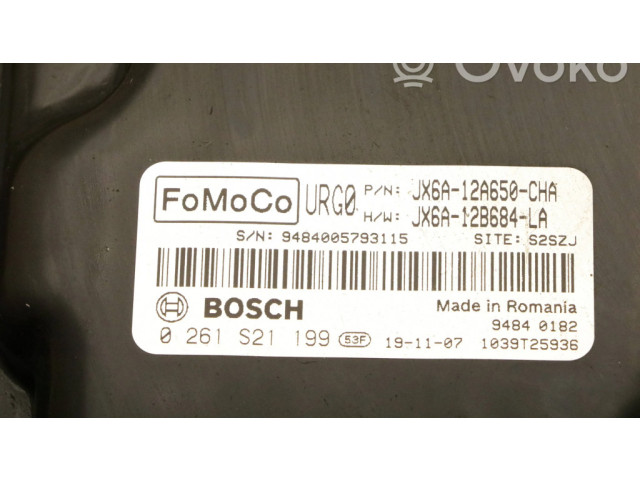 Ovoko
FoMoCo URG0 P/N: JX6A-12A650-CHA
H/W: JX6A-12B684-LA
S/N: 9484005793115 SITE: S2SZJ
BOSCH Made in Romania
9484 0182
0 261 S21 199 53F 19-11-07 1039T25936